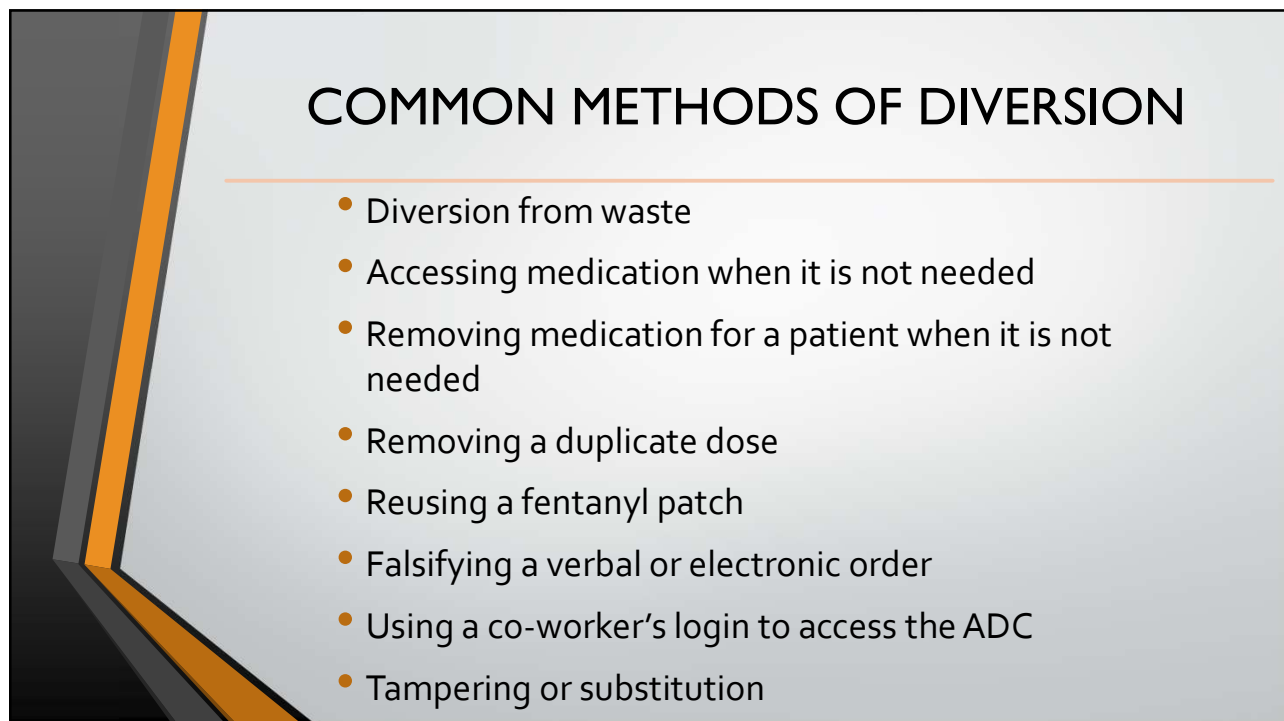 COMMON METHODS OF DIVERSION
• Diversion from waste
• Accessing medication when it is not needed
• Removing medication for a patient when it is not
needed
• Removing a duplicate dose
• Reusing a fentanyl patch
• Falsifying a verbal or electronic order
• Using a co-worker’s login to access the ADC
• Tampering or substitution